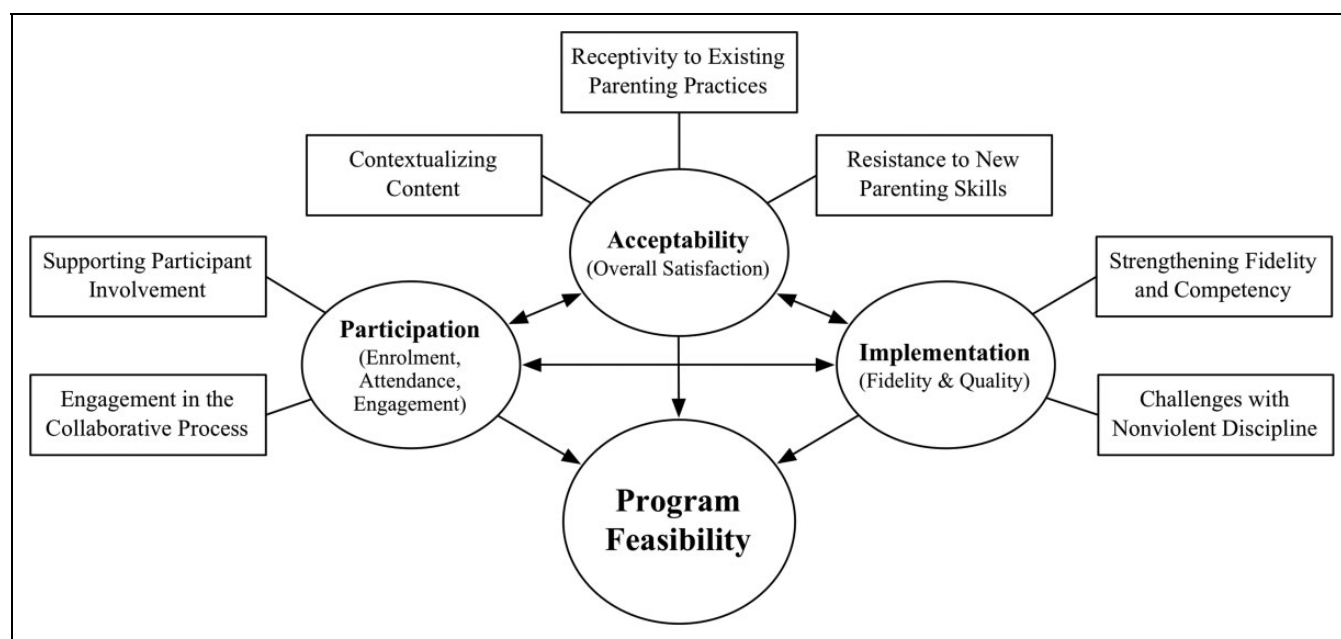 Receptivity to Existing
Parenting Practices
Contextualizing
Content
Resistance to New
Parenting Skills
Acceptability
(Overall Satisfaction)
Supporting Participant
Involvement
Strengthening Fidelity
and Competency
Participation
(Enrolment,
Attendance,
Engagement)
Implementation
(Fidelity & Quality)
Engagement in the
Collaborative Process
Challenges with
Nonviolent Discipline
Program
Feasibility